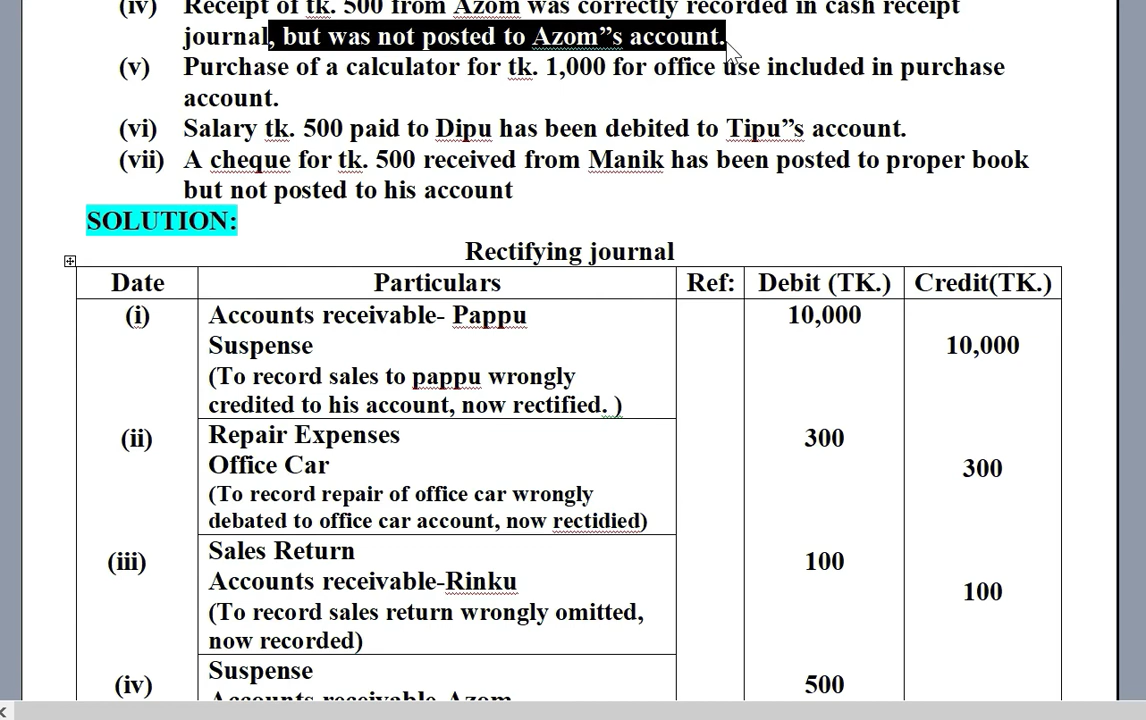 (iv) Receipt of tk. 500 from Azom was correctly recorded in cash receipt
journal, but was not posted to Azom”s account.
(v) Purchase of a calculator for tk. 1,000 for office use included in purchase
account.
(vi) Salary tk. 500 paid to Dipu has been debited to Tipu”s account.
(vii) A cheque for tk. 500 received from Manik has been posted to proper book
but not posted to his account
SOLUTION:
Rectifying journal
Date Particulars Ref: Debit (TK.) Credit(TK.)
(i) Accounts receivable- Pappu 10,000
Suspense 10,000
(To record sales to pappu wrongly
credited to his account, now rectified. )
(ii) Repair Expenses 300
Office Car 300
(To record repair of office car wrongly
debated to office car account, now rectidied)
(iii) Sales Return 100
Accounts receivable-Rinku 100
(To record sales return wrongly omitted,
now recorded)
(iv) Suspense 500
Accounts receivable-Azom